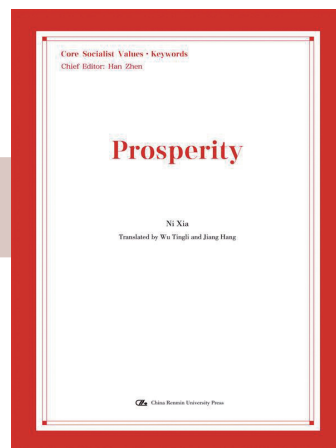 Core Socialist Values • Keywords
Chief Editor: Han Zhen
Prosperity
Ni Xia
Translated by Wu Tingli and Jiang Hang
China Renmin University Press